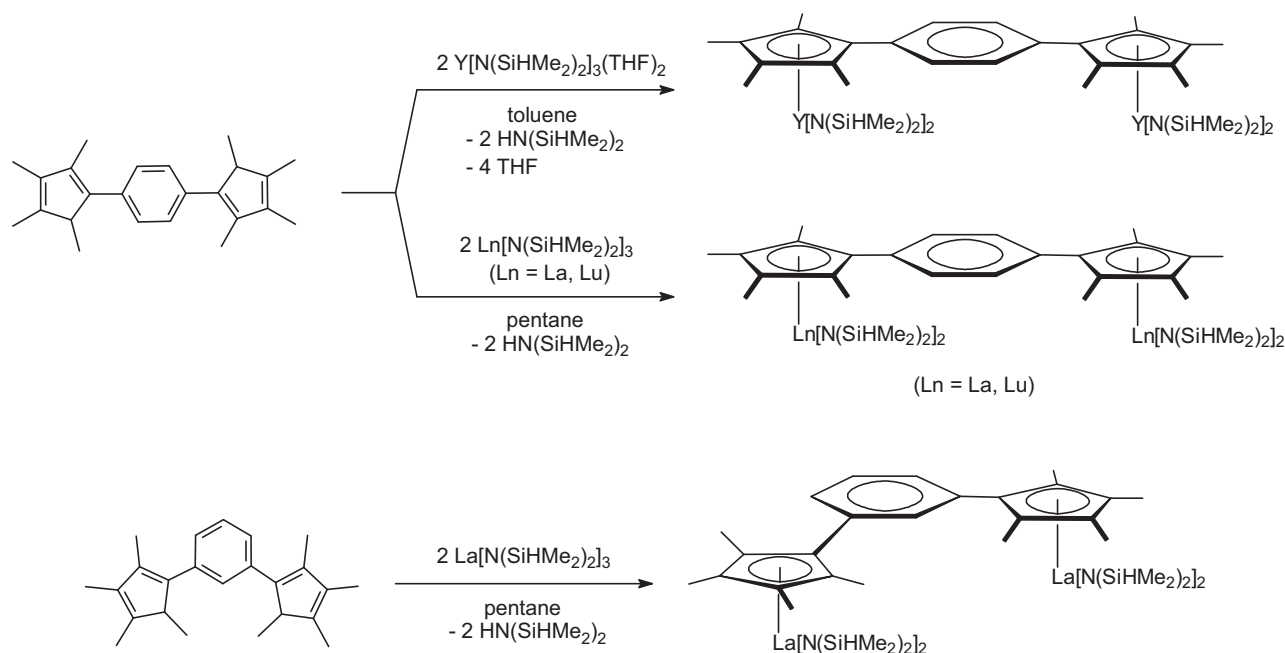 2 Y[N(SiHMe2)2]3(THF)2
toluene
- 2 HN(SiHMe2)2
- 4 THF
Y[N(SiHMe2)2]2
Y[N(SiHMe2)2]2
2 Ln[N(SiHMe2)2]3
(Ln = La, Lu)
pentane
- 2 HN(SiHMe2)2
Ln[N(SiHMe2)2]2
Ln[N(SiHMe2)2]2
(Ln = La, Lu)
2 La[N(SiHMe2)2]3
pentane
- 2 HN(SiHMe2)2
La[N(SiHMe2)2]2
La[N(SiHMe2)2]2